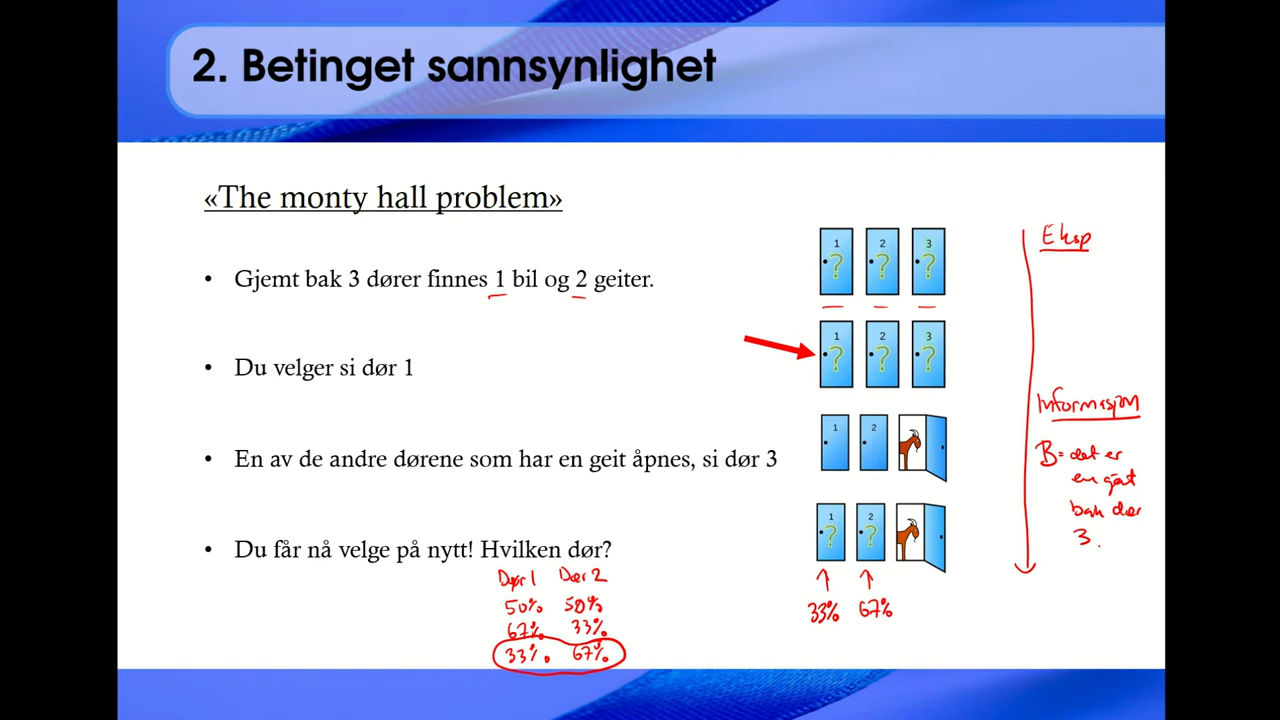 2. Betinget sannsynlighet
«The monty hall problem»
Gjemt bak 3 dører finnes 1 bil og 2 geiter.
1 2 3
? ? ?
Du velger si dør 1
1 2 3
? ? ?
En av de andre dørene som har en geit åpnes, si dør 3
1 2
Du får nå velge på nytt! Hvilken dør?
1 2
? ?
Dør 1 Dør 2
50% 50%
67% 33%
33% 67%
33% 67%
Eksp
Informasjon
B = det er
en geit
bak dør
3.